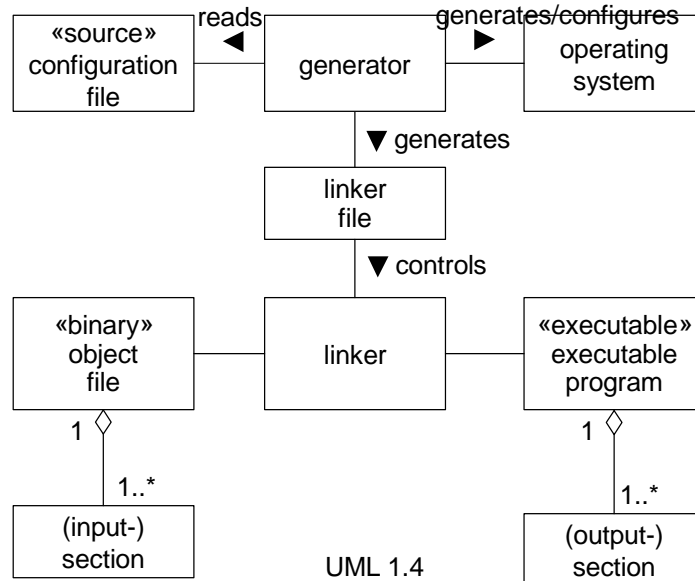 reads
generates/configures
«source»
configuration
file
generator
operating
system
generates
linker
file
controls
«binary»
object
file
linker
«executable»
executable
program
1
1..*
1
1..*
(input-)
section
(output-)
section
UML 1.4